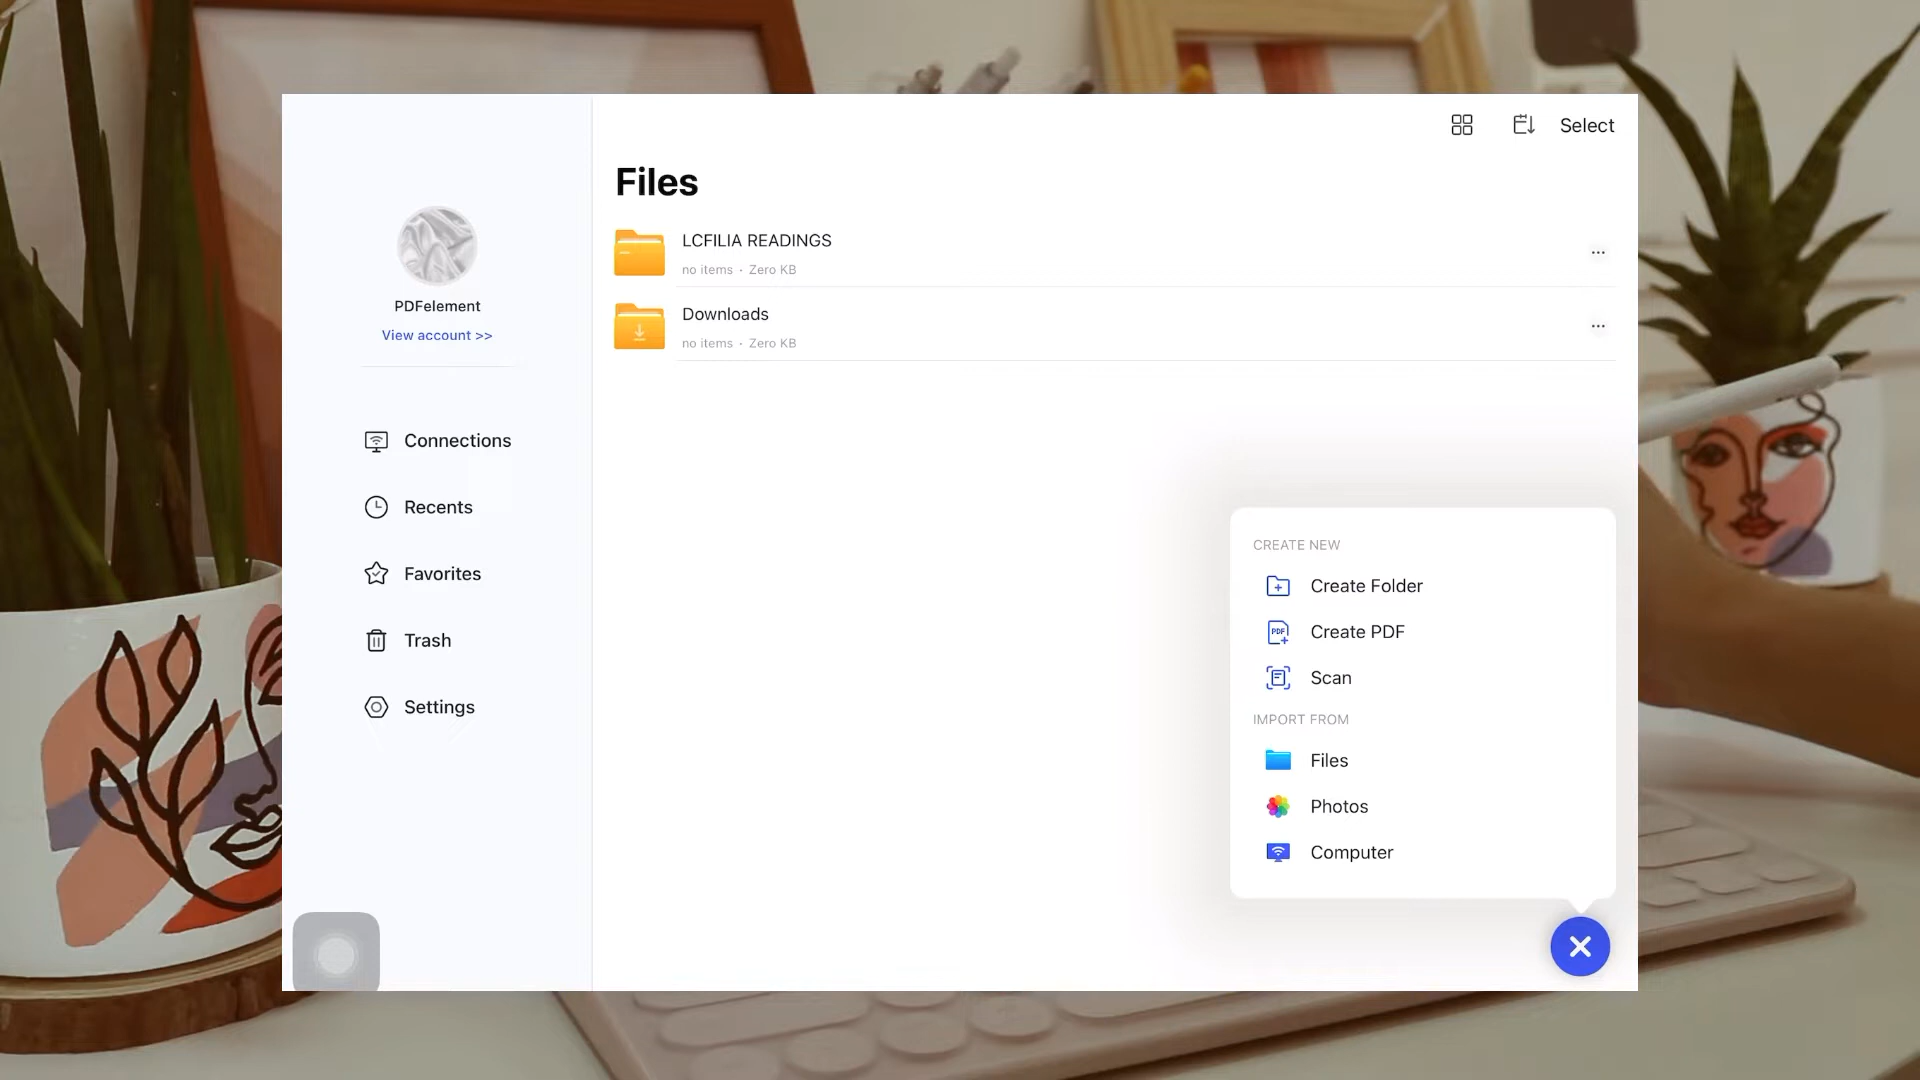 Select
Files
LCFILIA READINGS
no items · Zero KB
Downloads
no items · Zero KB
PDFelement
View account >>
Connections
Recents
Favorites
Trash
Settings
CREATE NEW
Create Folder
PDF
Create PDF
Scan
IMPORT FROM
Files
Photos
Computer